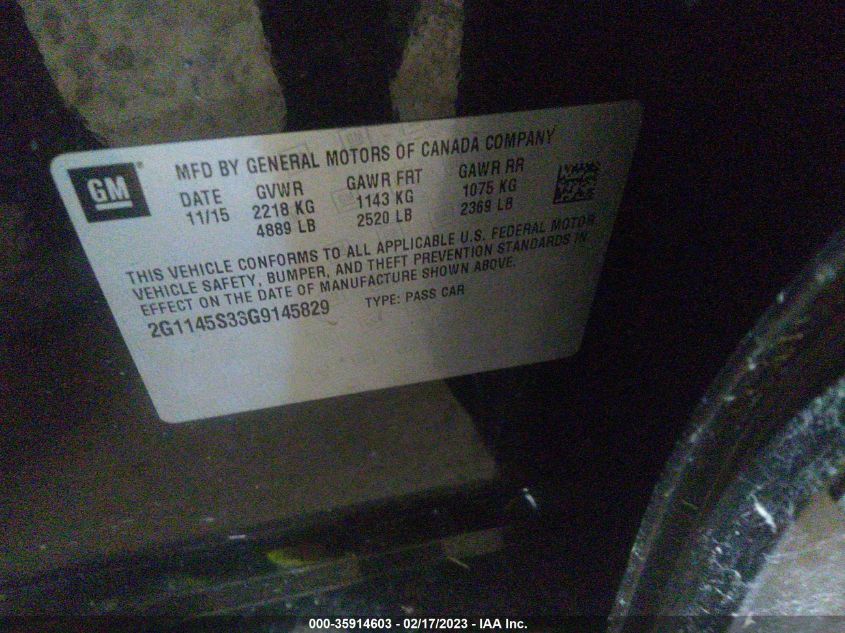 GM
MFD BY GENERAL MOTORS OF CANADA COMPANY
DATE GVWR GAWR FRT GAWR RR
11/15 2218 KG 1143 KG 1075 KG
4889 LB 2520 LB 2369 LB
THIS VEHICLE CONFORMS TO ALL APPLICABLE U.S. FEDERAL MOTOR
VEHICLE SAFETY, BUMPER, AND THEFT PREVENTION STANDARDS IN
EFFECT ON THE DATE OF MANUFACTURE SHOWN ABOVE.
2G1145S33G9145829 TYPE: PASS CAR
000-35914603 - 02/17/2023 - IAA Inc.